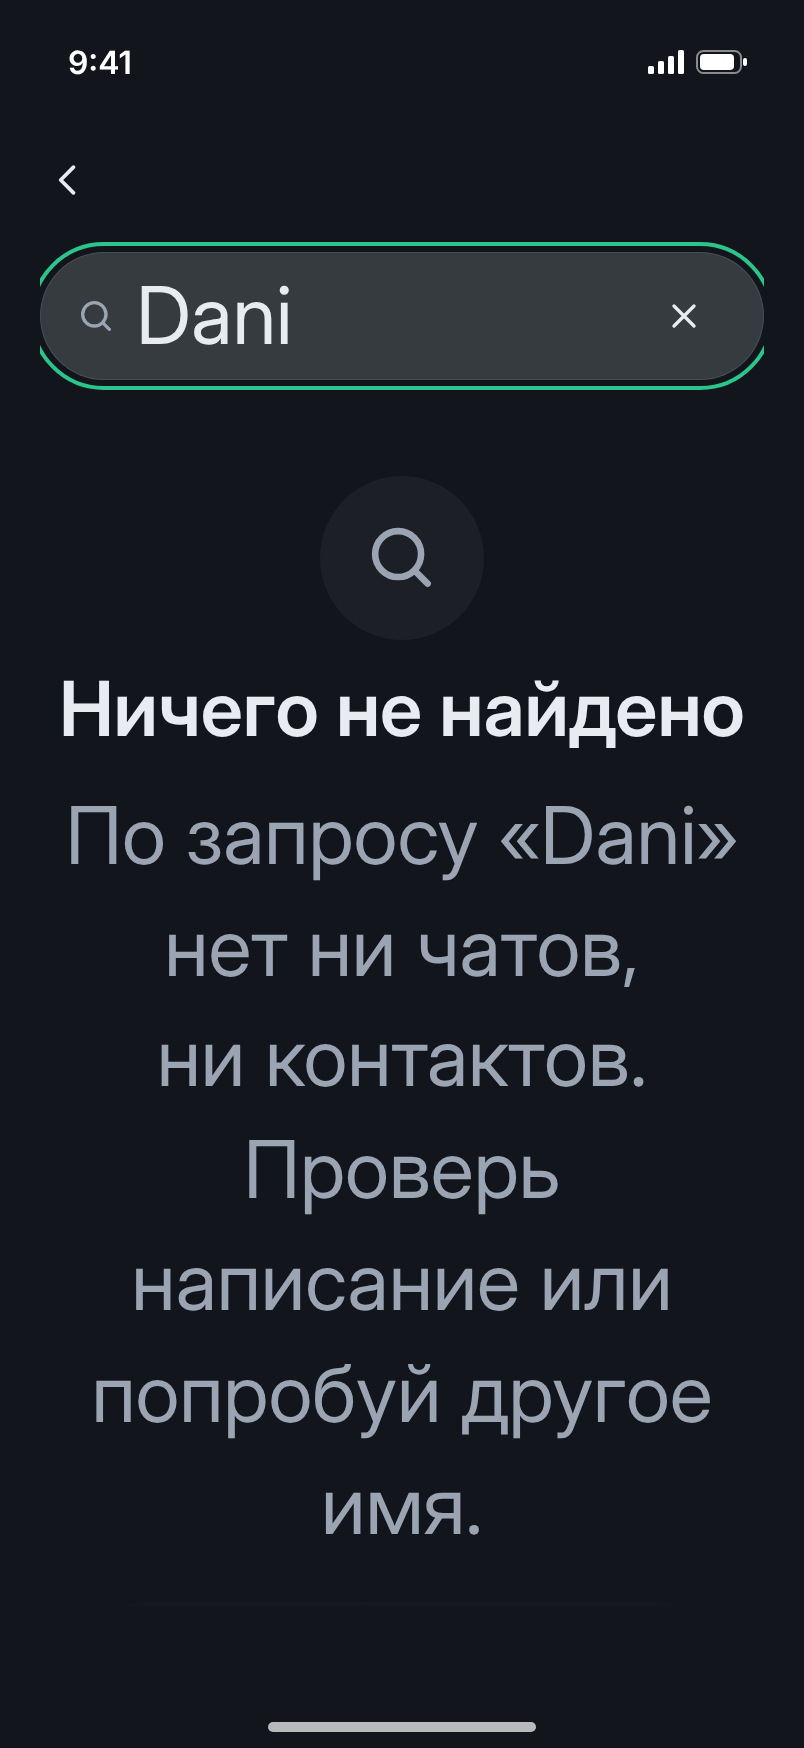 9:41
Dani
Ничего не найдено
По запросу «Dani»
нет ни чатов,
ни контактов.
Проверь
написание или
попробуй другое
имя.